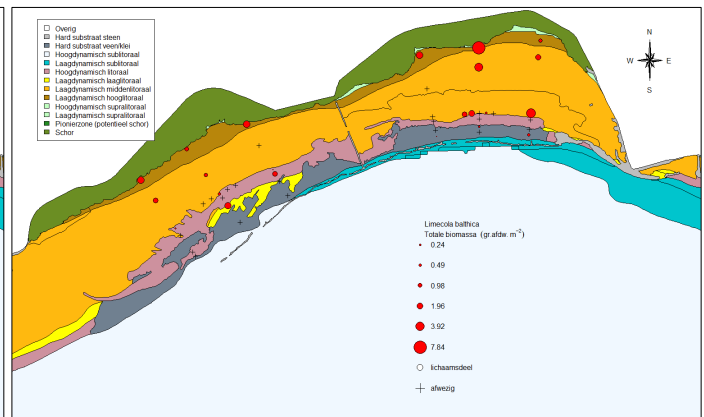 Overig
Hard substraat steen
Hard substraat veen/klei
Hoogdynamisch sublitoraal
Laagdynamisch sublitoraal
Hoogdynamisch litoraal
Laagdynamisch laaglitoraal
Laagdynamisch middenlitoraal
Laagdynamisch hooglitoraal
Hoogdynamisch supralitoraal
Laagdynamisch supralitoraal
Pionierzone (potentieel schor)
Schor
N
W E
S
Limecola balthica
Totale biomassa (gr.afdw. m⁻²)
0.24
0.49
0.98
1.96
3.92
7.84
lichaamsdeel
afwezig